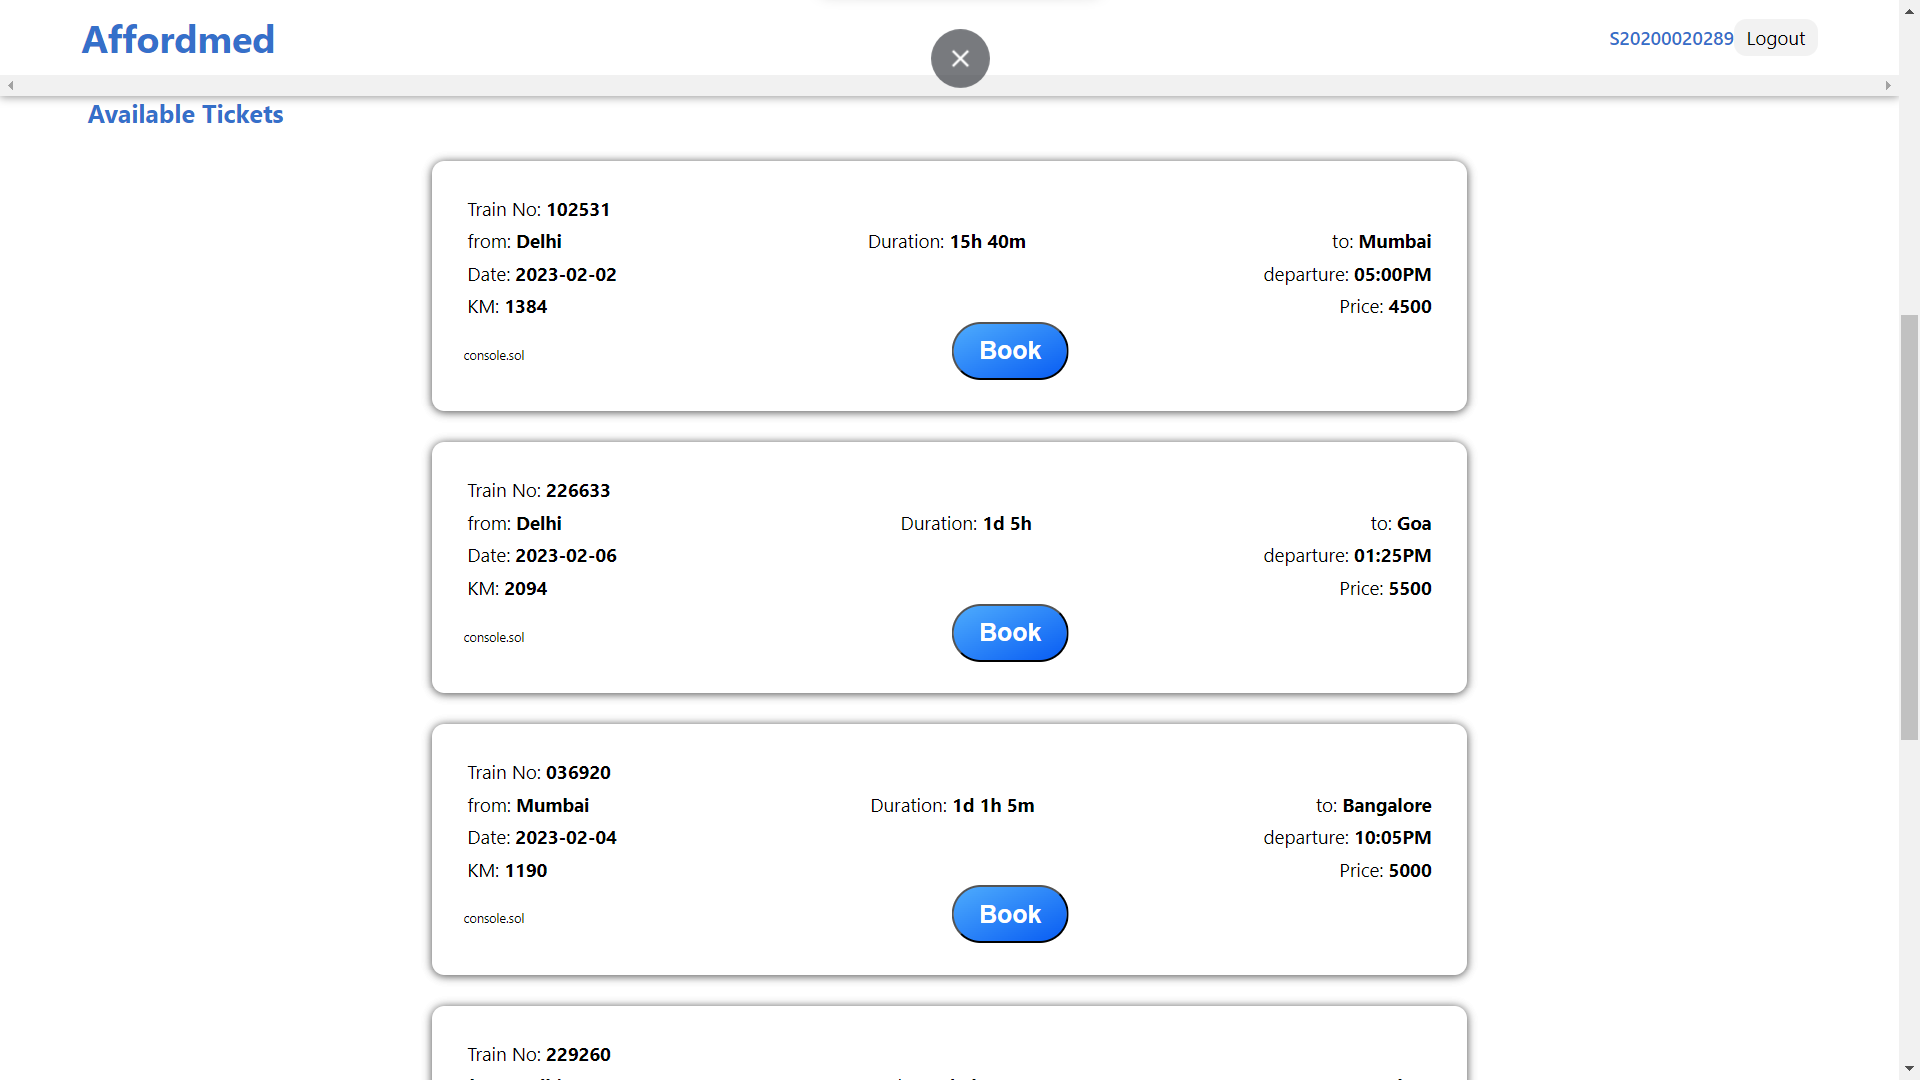 Affordmed
S20200020289 Logout
Available Tickets
Train No: 102531
from: Delhi Duration: 15h 40m to: Mumbai
Date: 2023-02-02 departure: 05:00PM
KM: 1384 Price: 4500
console.sol Book
Train No: 226633
from: Delhi Duration: 1d 5h to: Goa
Date: 2023-02-06 departure: 01:25PM
KM: 2094 Price: 5500
console.sol Book
Train No: 036920
from: Mumbai Duration: 1d 1h 5m to: Bangalore
Date: 2023-02-04 departure: 10:05PM
KM: 1190 Price: 5000
console.sol Book
Train No: 229260